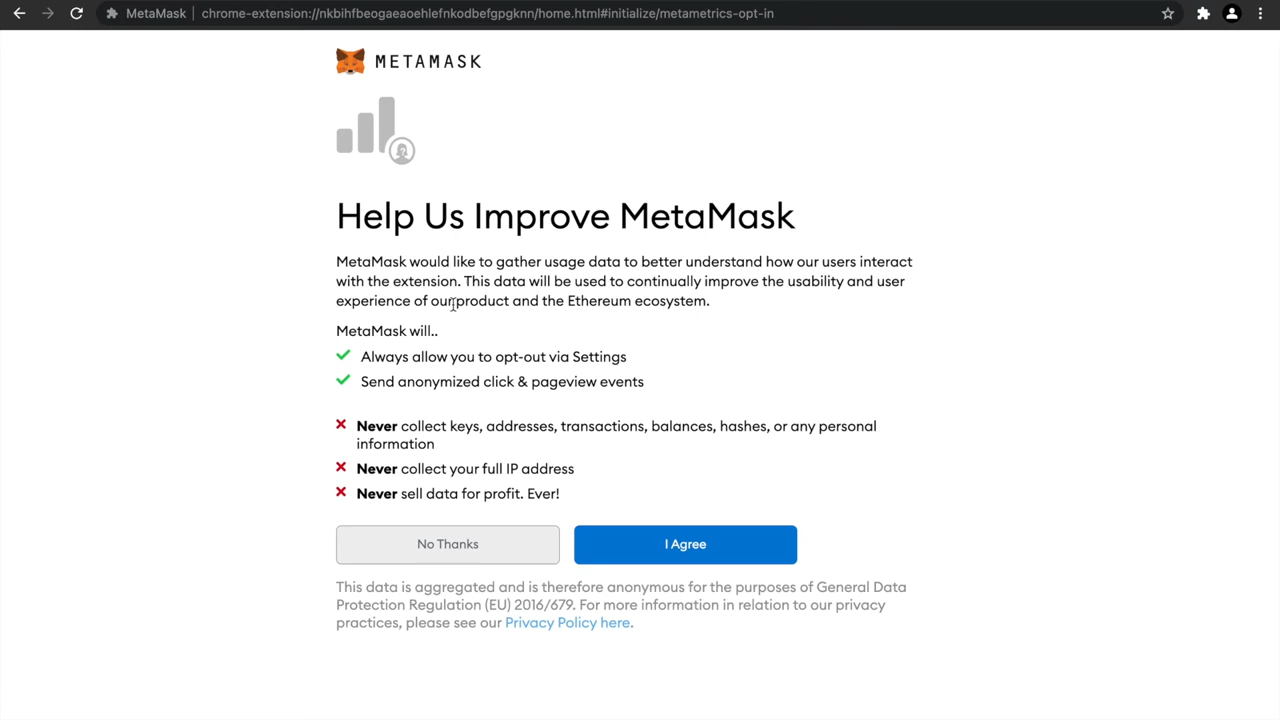 MetaMask chrome-extension://nkbihfbeogaeaoehlefnkodbefgpgknn/home.html#initialize/metametrics-opt-in
METAMASK
Help Us Improve MetaMask
MetaMask would like to gather usage data to better understand how our users interact
with the extension. This data will be used to continually improve the usability and user
experience of our product and the Ethereum ecosystem.
MetaMask will..
Always allow you to opt-out via Settings
Send anonymized click & pageview events
Never collect keys, addresses, transactions, balances, hashes, or any personal
information
Never collect your full IP address
Never sell data for profit. Ever!
No Thanks
I Agree
This data is aggregated and is therefore anonymous for the purposes of General Data
Protection Regulation (EU) 2016/679. For more information in relation to our privacy
practices, please see our Privacy Policy here.